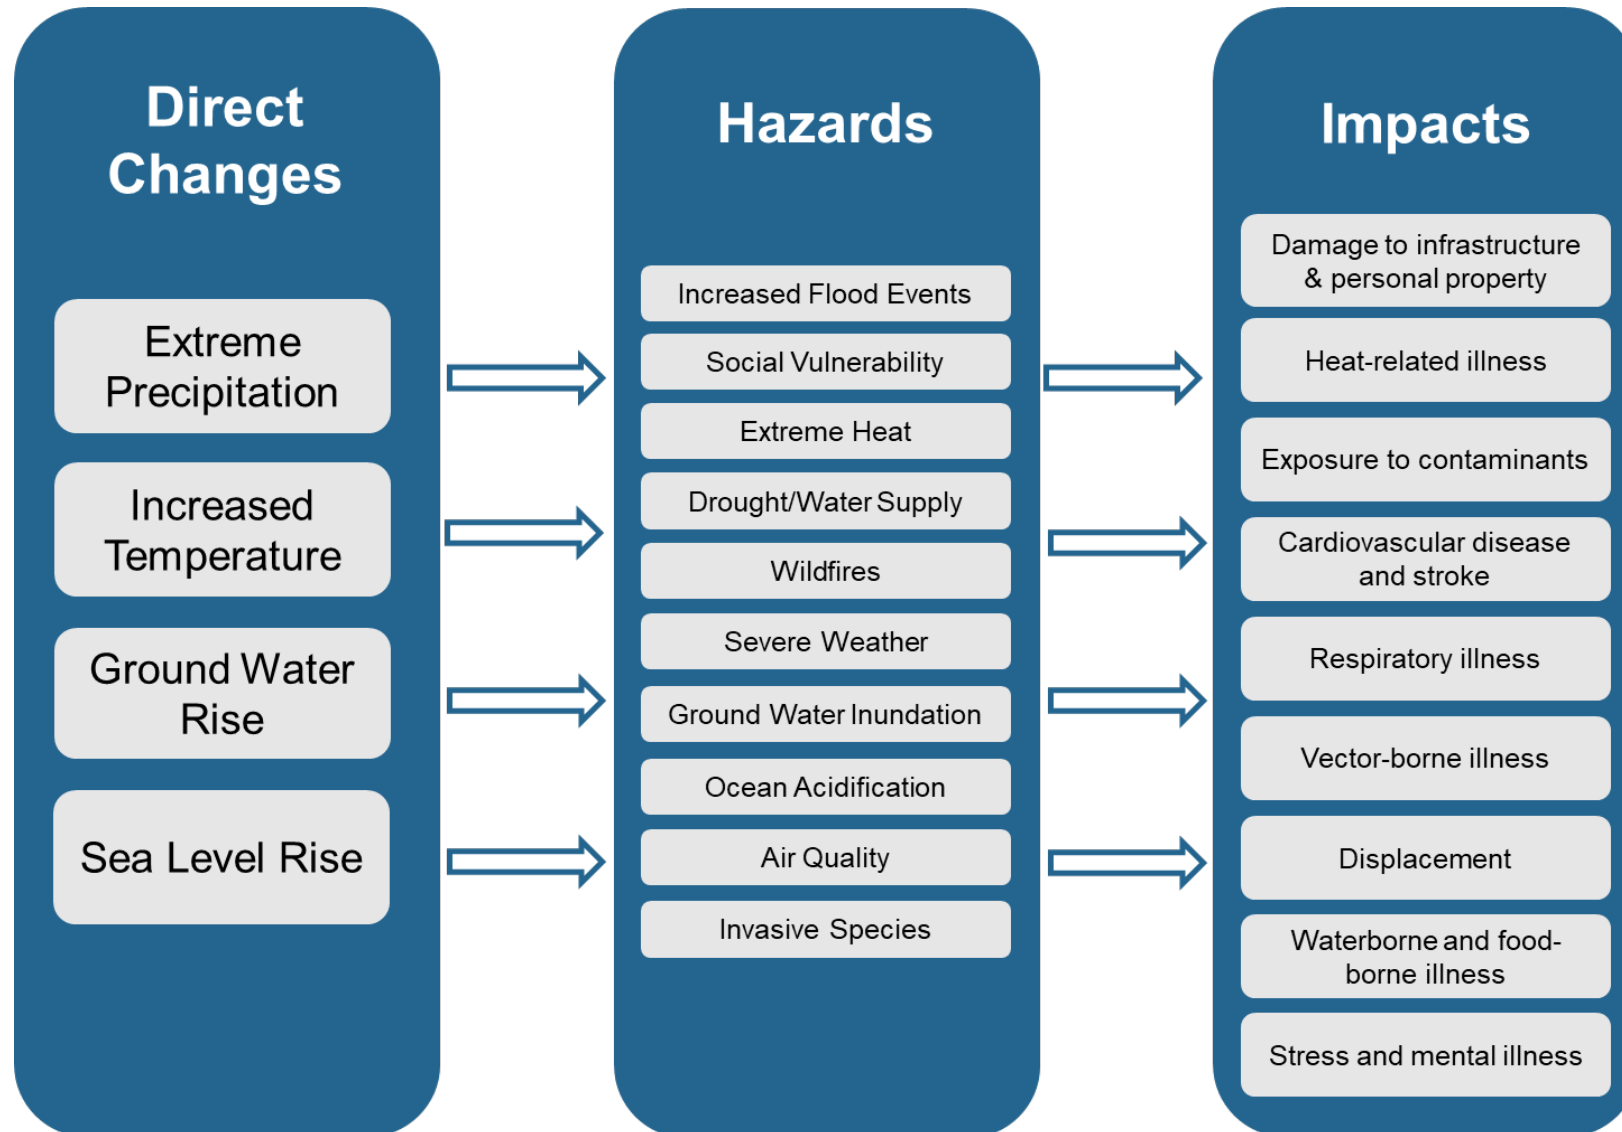 Direct
Changes
Extreme
Precipitation
Increased
Temperature
Ground Water
Rise
Sea Level Rise
Hazards
Increased Flood Events
Social Vulnerability
Extreme Heat
Drought/Water Supply
Wildfires
Severe Weather
Ground Water Inundation
Ocean Acidification
Air Quality
Invasive Species
Impacts
Damage to infrastructure
& personal property
Heat-related illness
Exposure to contaminants
Cardiovascular disease
and stroke
Respiratory illness
Vector-borne illness
Displacement
Waterborne and food-
borne illness
Stress and mental illness